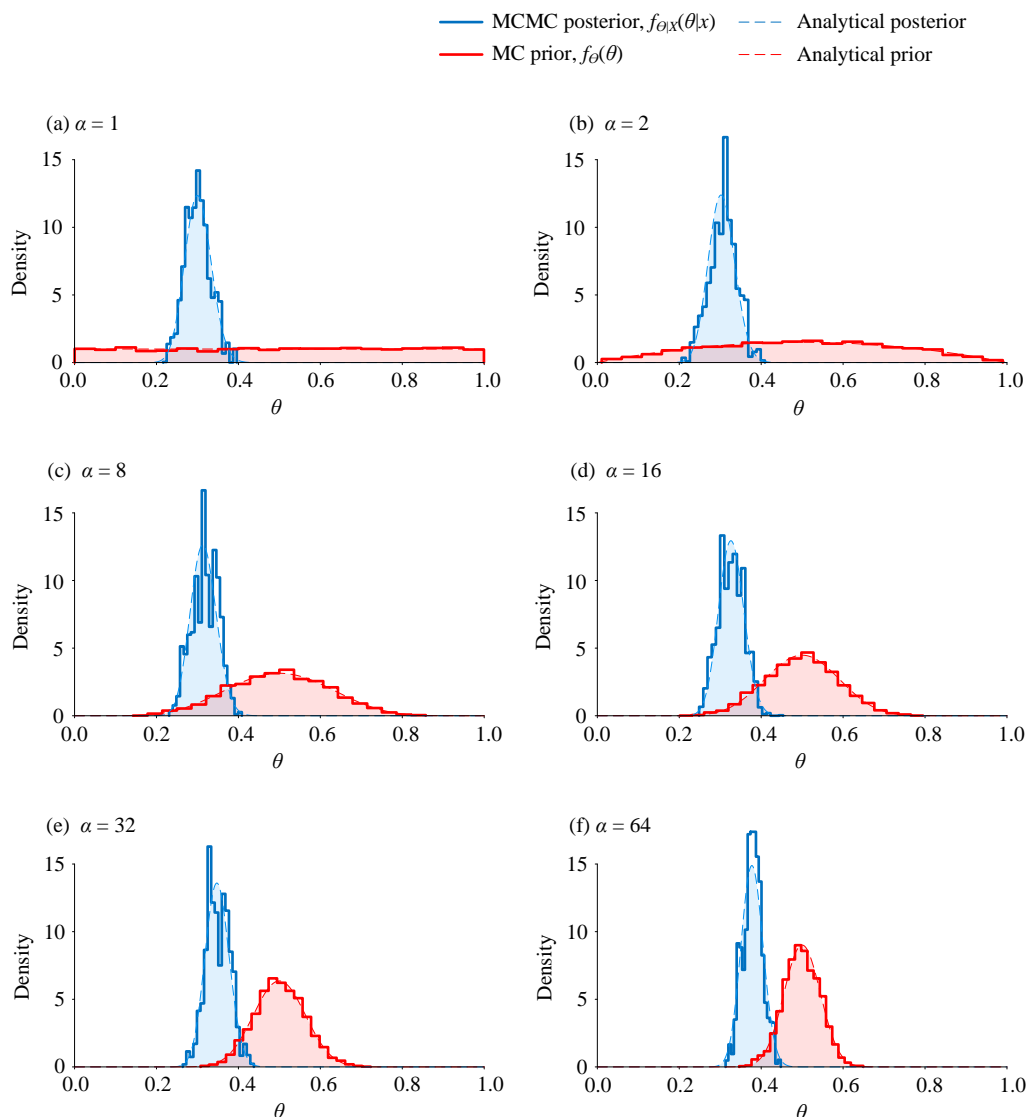 MCMC posterior, fΘ|X(θ|x) Analytical posterior
MC prior, fΘ(θ) Analytical prior
(a) α = 1
15
10
5
0
Density
0.0 0.2 0.4 0.6 0.8 1.0
θ
(b) α = 2
15
10
5
0
Density
0.0 0.2 0.4 0.6 0.8 1.0
θ
(c) α = 8
15
10
5
0
Density
0.0 0.2 0.4 0.6 0.8 1.0
θ
(d) α = 16
15
10
5
0
Density
0.0 0.2 0.4 0.6 0.8 1.0
θ
(e) α = 32
15
10
5
0
Density
0.0 0.2 0.4 0.6 0.8 1.0
θ
(f) α = 64
15
10
5
0
Density
0.0 0.2 0.4 0.6 0.8 1.0
θ